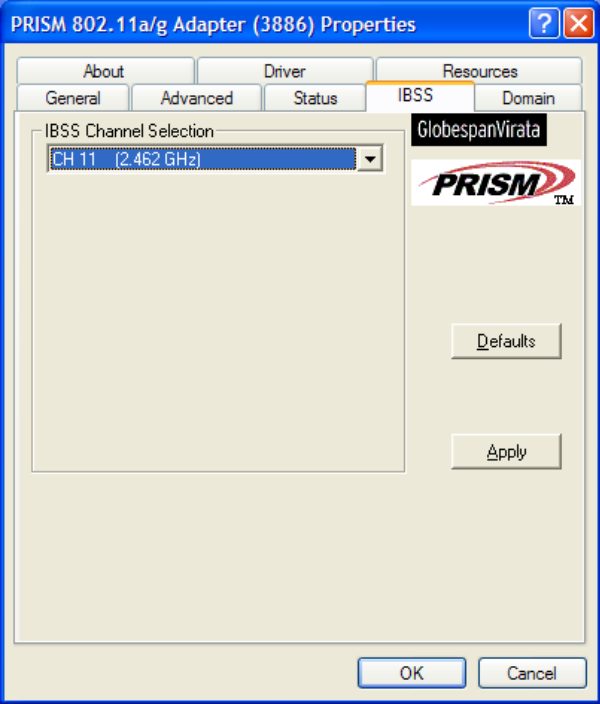 PRISM 802.11a/g Adapter (3886) Properties
About Driver Resources
General Advanced Status IBSS Domain
IBSS Channel Selection
CH 11 (2.462 GHz)
GlobespanVirata
PRISM TM
Defaults
Apply
OK Cancel